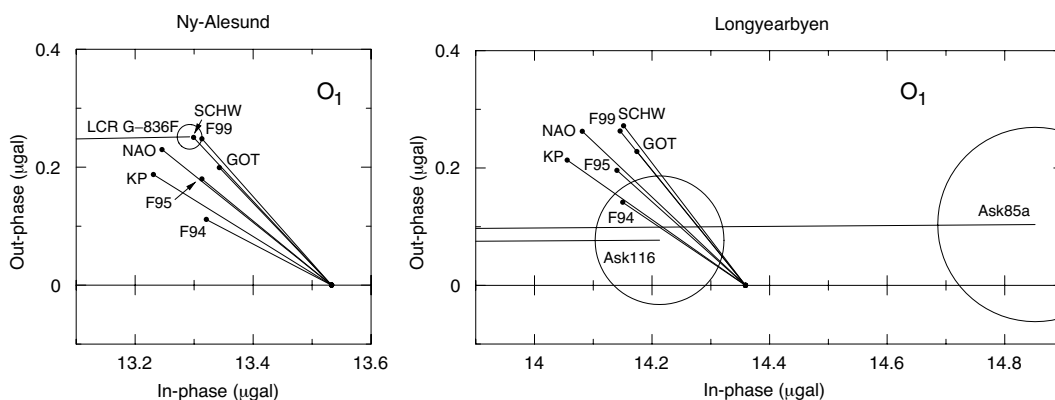 Ny-Alesund
0.4
0.2
0
Out-phase (μgal)
O1
SCHW
LCR G–836F
F99
NAO
GOT
KP
F95
F94
13.2
13.4
13.6
In-phase (μgal)
Longyearbyen
0.4
0.2
0
Out-phase (μgal)
O1
SCHW
F99
NAO
GOT
KP
F95
F94
Ask116
Ask85a
14
14.2
14.4
14.6
14.8
In-phase (μgal)